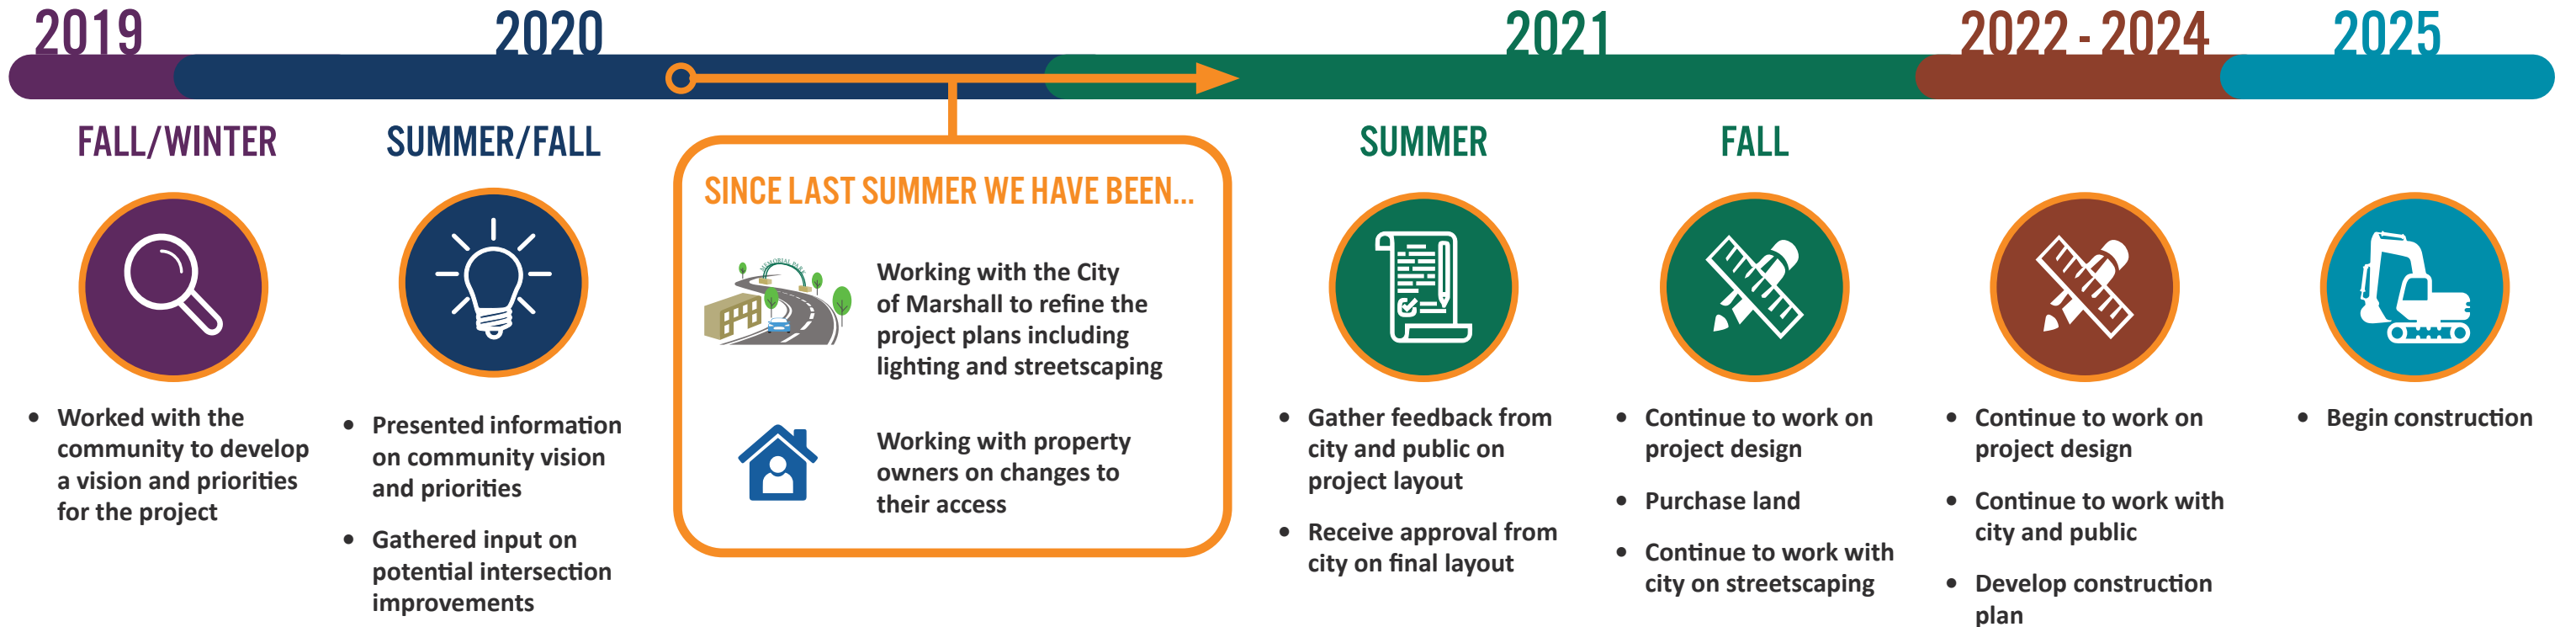 2019
2020
2021
2022 - 2024
2025
FALL/WINTER
• Worked with the
community to develop
a vision and priorities
for the project
SUMMER/FALL
• Presented information
on community vision
and priorities
• Gathered input on
potential intersection
improvements
SINCE LAST SUMMER WE HAVE BEEN...
MEMORIAL PARK
Working with the City
of Marshall to refine the
project plans including
lighting and streetscaping
Working with property
owners on changes to
their access
SUMMER
• Gather feedback from
city and public on
project layout
• Receive approval from
city on final layout
FALL
• Continue to work on
project design
• Purchase land
• Continue to work with
city on streetscaping
• Continue to work on
project design
• Continue to work with
city and public
• Develop construction
plan
• Begin construction